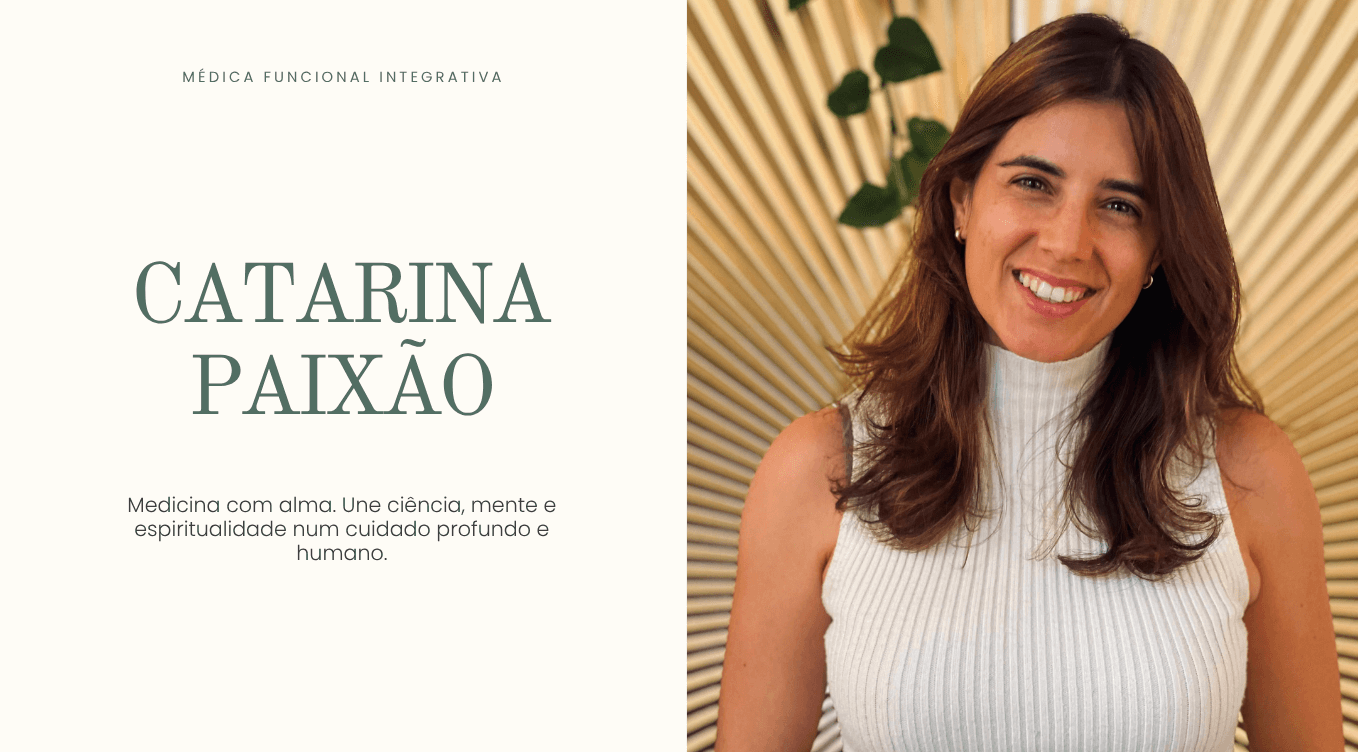 MÉDICA FUNCIONAL INTEGRATIVA
CATARINA
PAIXÃO
Medicina com alma. Une ciência, mente e
espiritualidade num cuidado profundo e
humano.